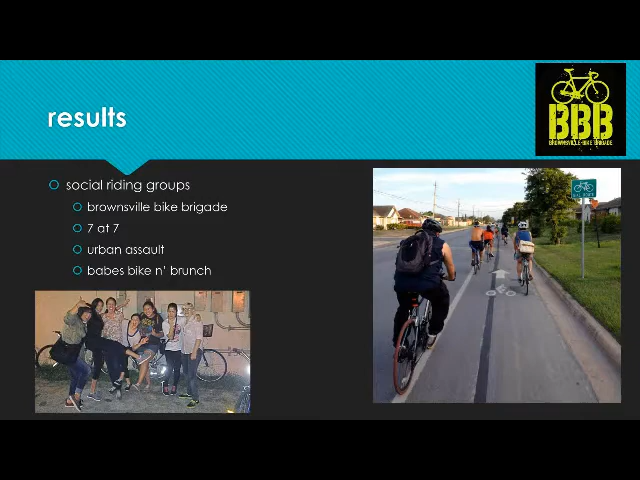 results
BBB
BROWNSVILLE BIKE BRIGADE
social riding groups
brownsville bike brigade
7 at 7
urban assault
babes bike n' brunch